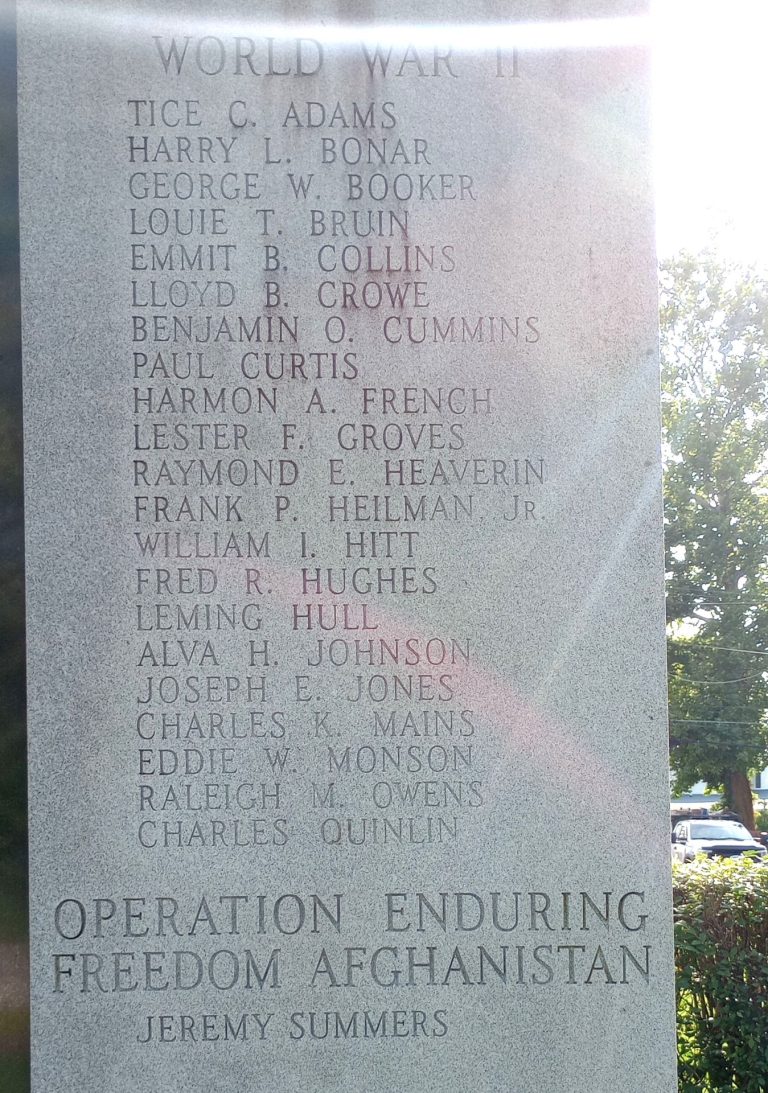 WORLD WAR II
TICE C. ADAMS
HARRY L. BONAR
GEORGE W. BOOKER
LOUIE T. BRUIN
EMMIT B. COLLINS
LLOYD B. CROWE
BENJAMIN O. CUMMINS
PAUL CURTIS
HARMON A. FRENCH
LESTER F. GROVES
RAYMOND E. HEAVERIN
FRANK P. HEILMAN, JR.
WILLIAM I. HITT
FRED R. HUGHES
LEMING HULL
ALVA H. JOHNSON
JOSEPH E. JONES
CHARLES K. MAINS
EDDIE W. MONSON
RALEIGH M. OWENS
CHARLES QUINLIN
OPERATION ENDURING
FREEDOM AFGHANISTAN
JEREMY SUMMERS